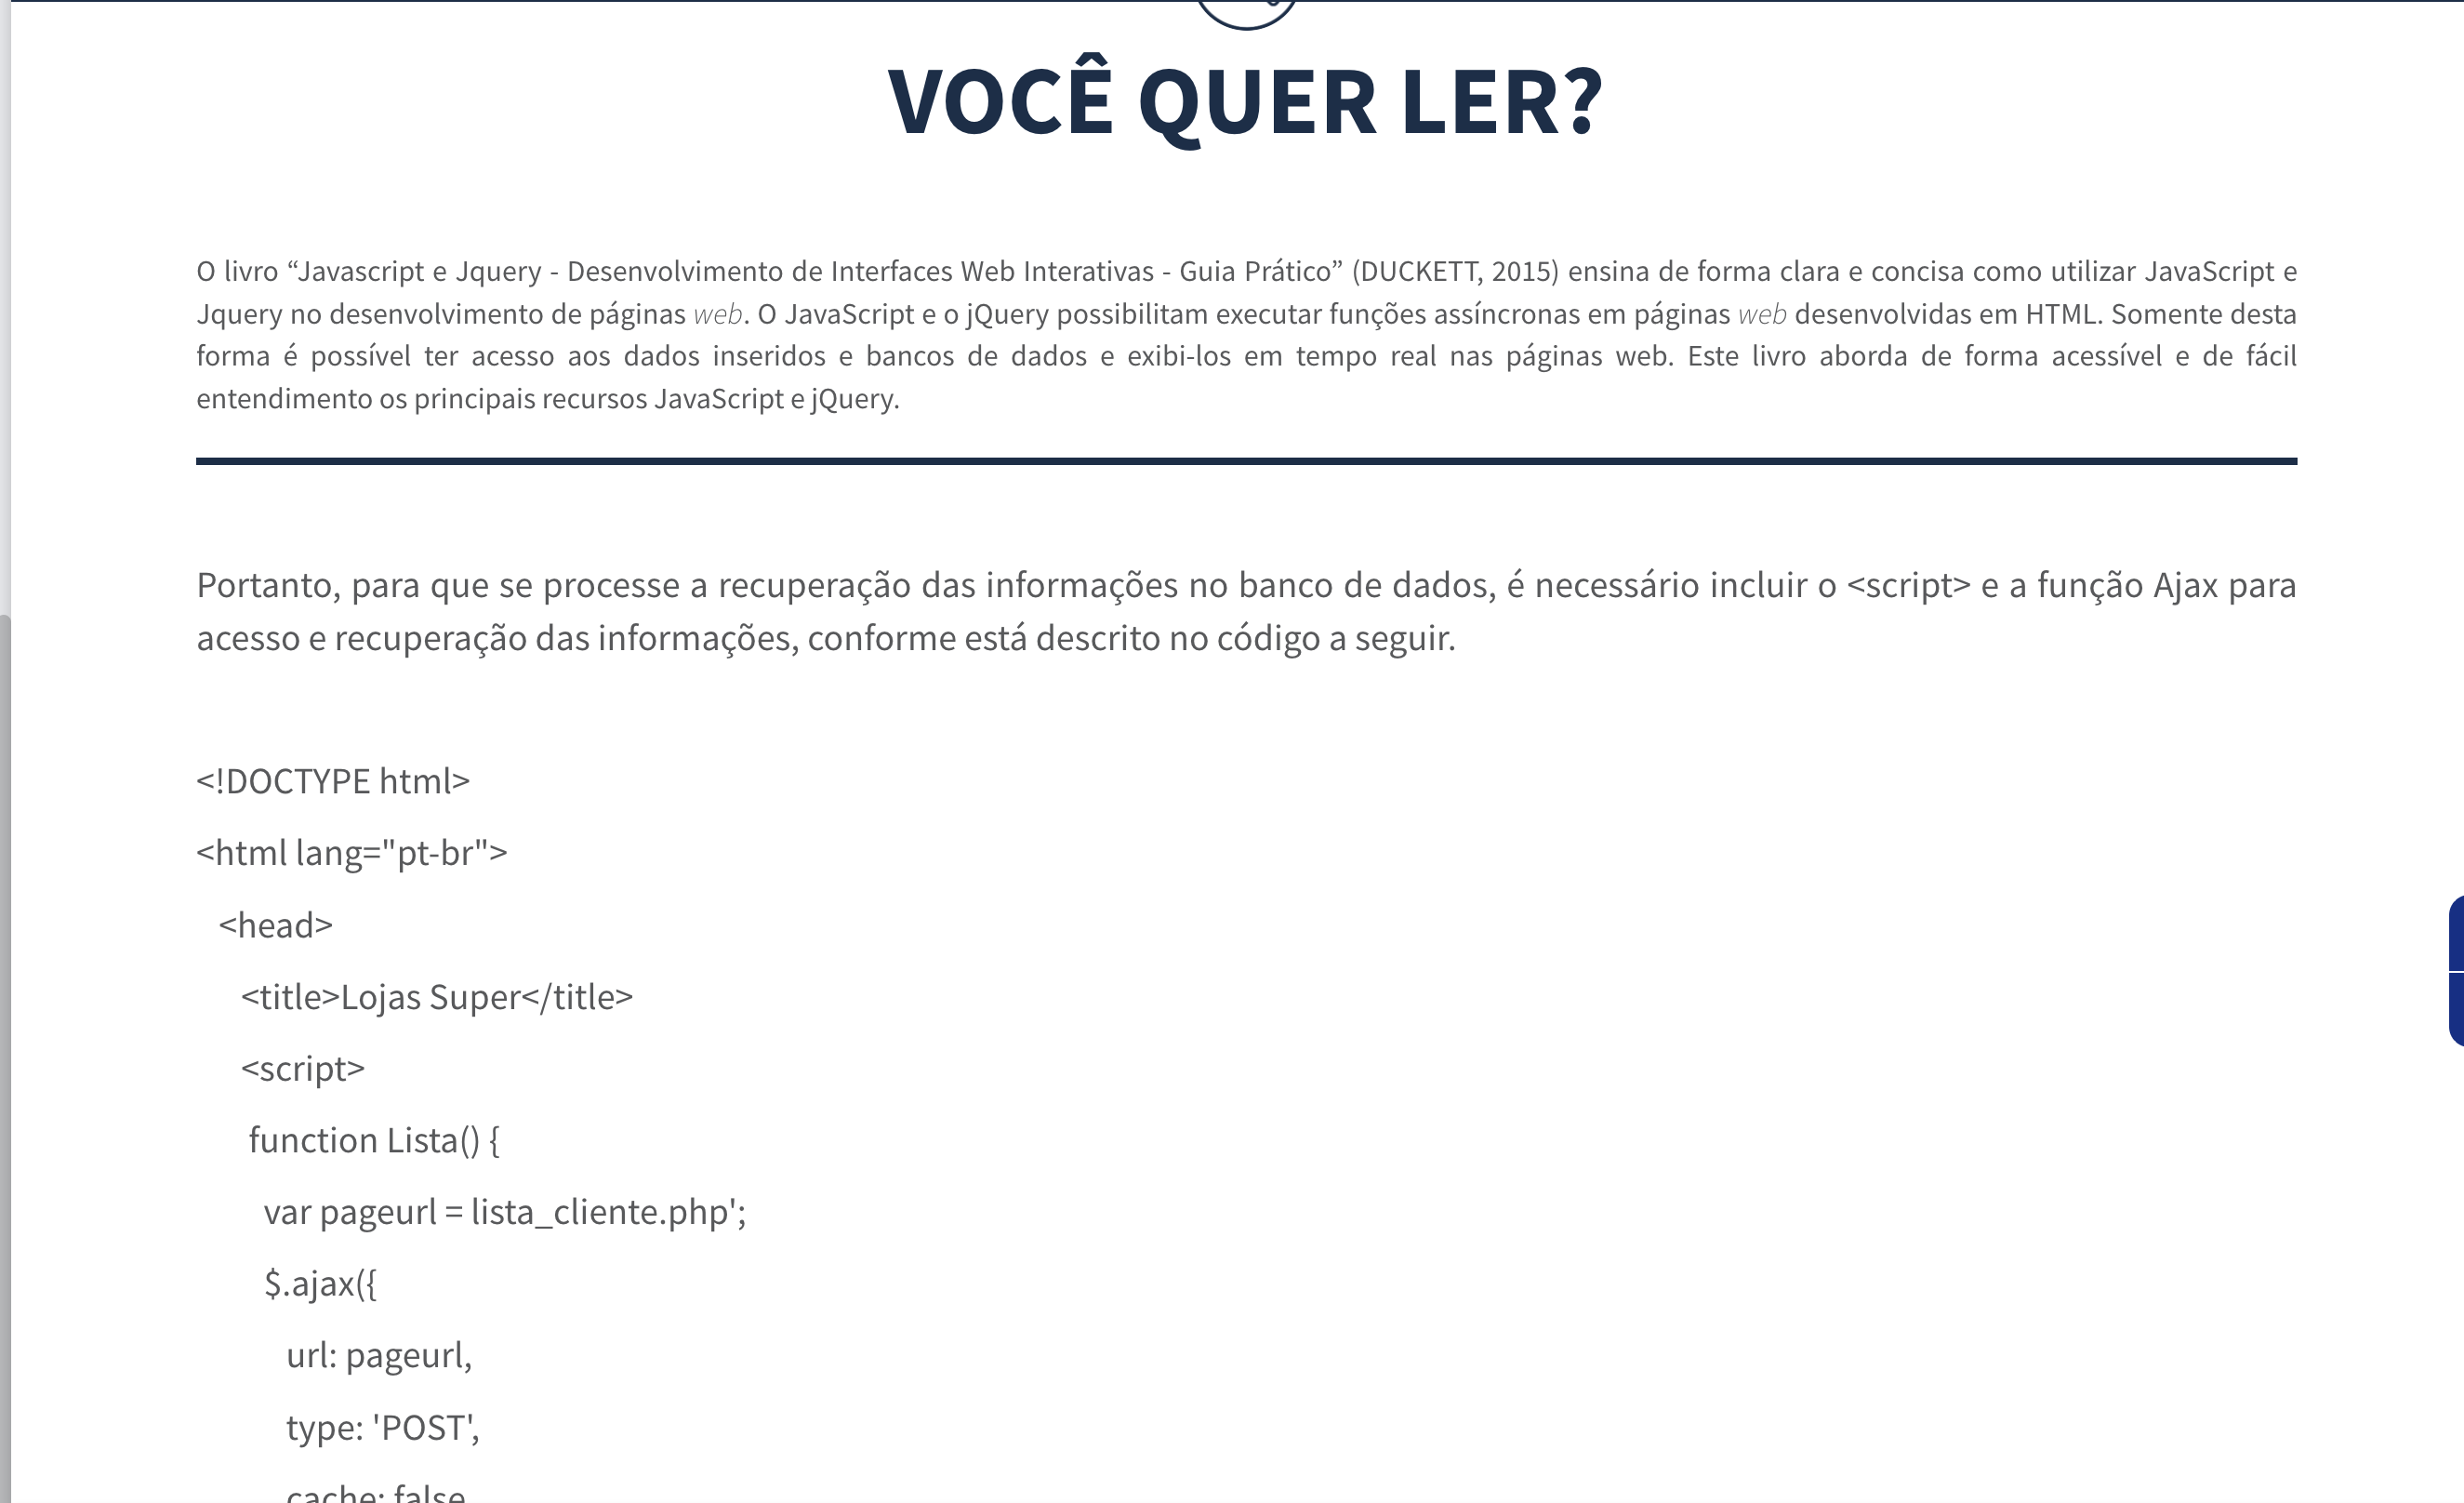 VOCÊ QUER LER?
O livro “Javascript e Jquery - Desenvolvimento de Interfaces Web Interativas - Guia Prático” (DUCKETT, 2015) ensina de forma clara e concisa como utilizar JavaScript e
Jquery no desenvolvimento de páginas web. O JavaScript e o jQuery possibilitam executar funções assíncronas em páginas web desenvolvidas em HTML. Somente desta
forma é possível ter acesso aos dados inseridos e bancos de dados e exibi-los em tempo real nas páginas web. Este livro aborda de forma acessível e de fácil
entendimento os principais recursos JavaScript e jQuery.
Portanto, para que se processe a recuperação das informações no banco de dados, é necessário incluir o <script> e a função Ajax para
acesso e recuperação das informações, conforme está descrito no código a seguir.
<!DOCTYPE html>
<html lang="pt-br">
<head>
<title>Lojas Super</title>
<script>
function Lista() {
var pageurl = lista_cliente.php';
$.ajax({
url: pageurl,
type: 'POST',
cache: false